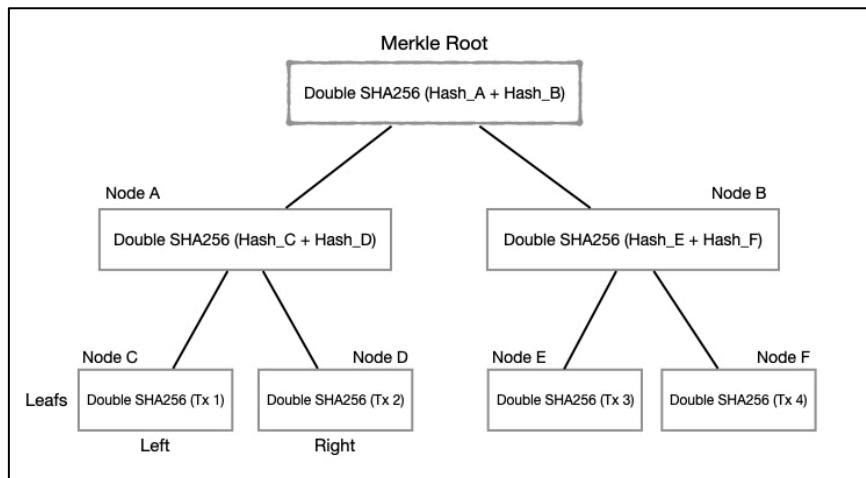 Merkle Root
Double SHA256 (Hash_A + Hash_B)
Node A
Node B
Double SHA256 (Hash_C + Hash_D)
Double SHA256 (Hash_E + Hash_F)
Node C
Node D
Node E
Node F
Leafs
Double SHA256 (Tx 1)
Double SHA256 (Tx 2)
Double SHA256 (Tx 3)
Double SHA256 (Tx 4)
Left
Right